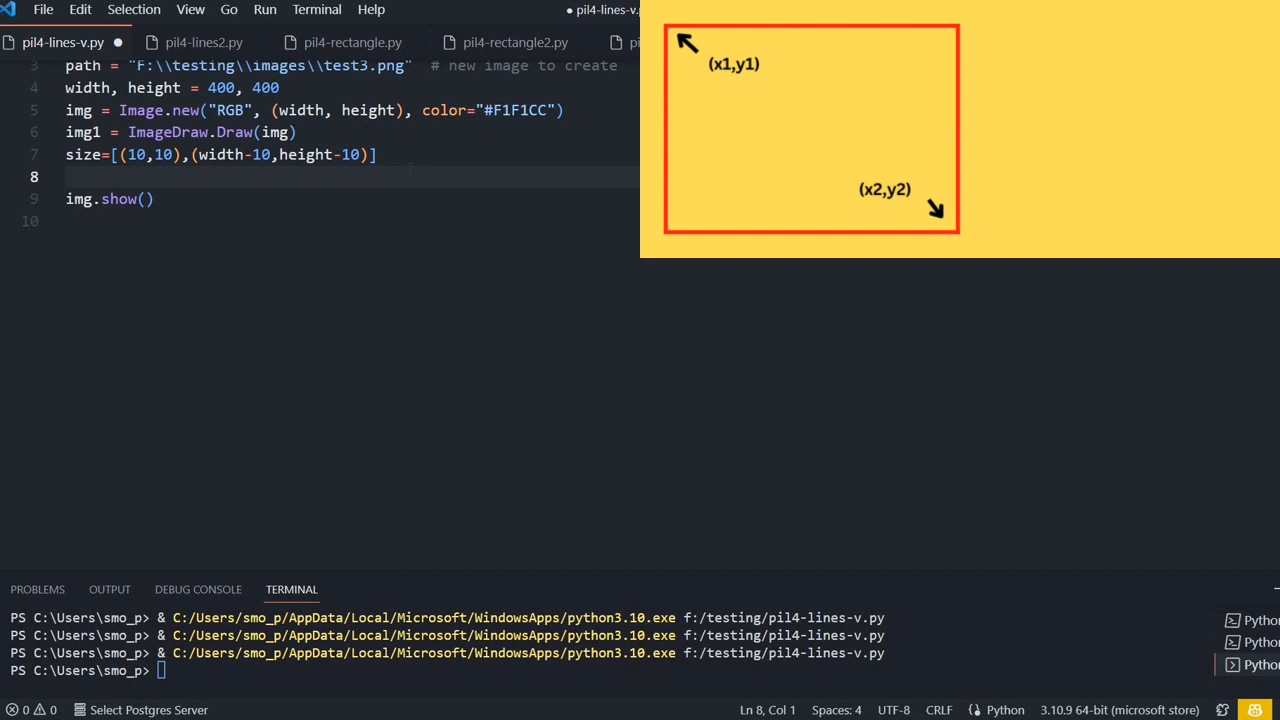 File Edit Selection View Go Run Terminal Help ● pil4-lines-v.
pil4-lines-v.py ● pil4-lines2.py pil4-rectangle.py pil4-rectangle2.py
3 path = "F:\\testing\\images\\test3.png" # new image to create
4 width, height = 400, 400
5 img = Image.new("RGB", (width, height), color="#F1F1CC")
6 img1 = ImageDraw.Draw(img)
7 size=[(10,10),(width-10,height-10)]
8
9 img.show()
10
(x1,y1)
(x2,y2)
PROBLEMS OUTPUT DEBUG CONSOLE TERMINAL
PS C:\Users\smo_p> & C:/Users/smo_p/AppData/Local/Microsoft/WindowsApps/python3.10.exe f:/testing/pil4-lines-v.py
PS C:\Users\smo_p> & C:/Users/smo_p/AppData/Local/Microsoft/WindowsApps/python3.10.exe f:/testing/pil4-lines-v.py
PS C:\Users\smo_p> & C:/Users/smo_p/AppData/Local/Microsoft/WindowsApps/python3.10.exe f:/testing/pil4-lines-v.py
PS C:\Users\smo_p>
Pytho
Pytho
Pytho
0 0 Select Postgres Server Ln 8, Col 1 Spaces: 4 UTF-8 CRLF Python 3.10.9 64-bit (microsoft store)